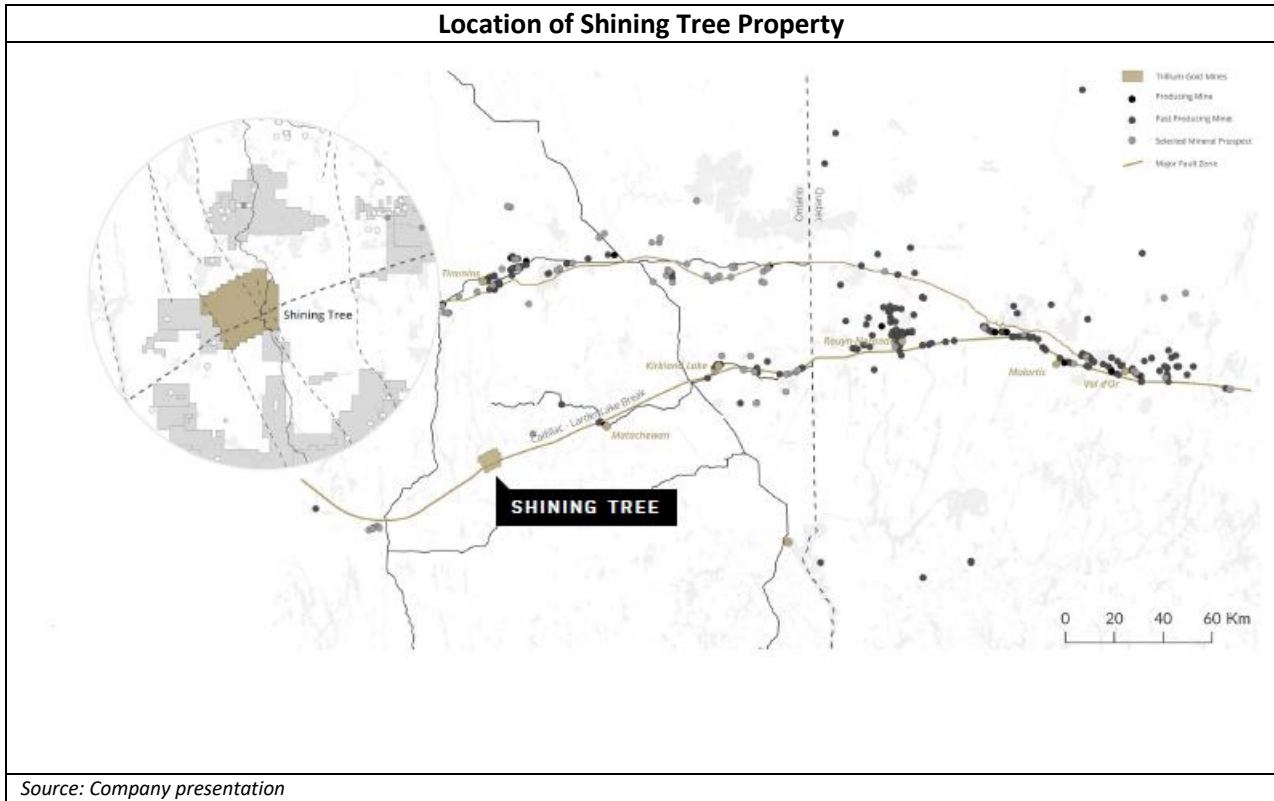 Location of Shining Tree Property
Trillium Gold Mines
Producing Mine
Past Producing Mine
Selected Mineral Prospect
Major Fault Zone
Ontario
Quebec
Timmins
Shining Tree
Kirkland Lake
Rouyn-Noranda
Malartic
Val d'Or
Cadillac - Larder Lake Break
Matachewan
SHINING TREE
0 20 40 60 Km
Source: Company presentation